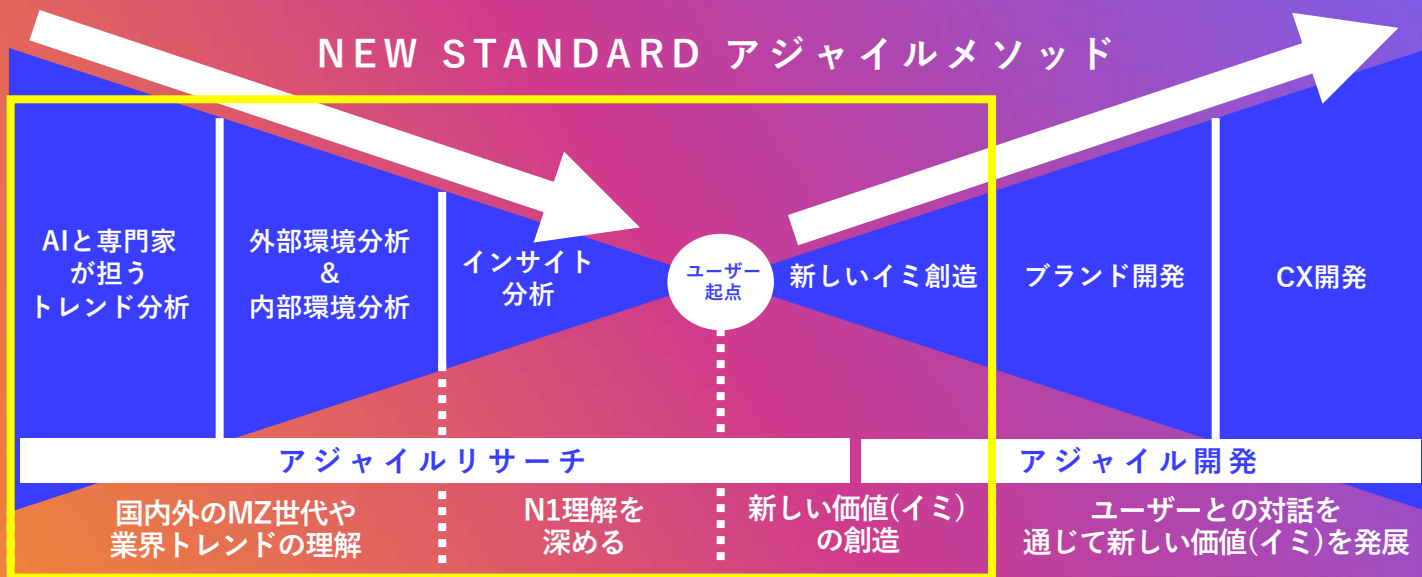 NEW STANDARD アジャイルメソッド
AIと専門家
が担う
トレンド分析
外部環境分析
&
内部環境分析
インサイト
分析
ユーザー
起点
新しいイミ創造
ブランド開発
CX開発
アジャイルリサーチ
アジャイル開発
国内外のMZ世代や
業界トレンドの理解
N1理解を
深める
新しい価値(イミ)
の創造
ユーザーとの対話を
通じて新しい価値(イミ)を発展